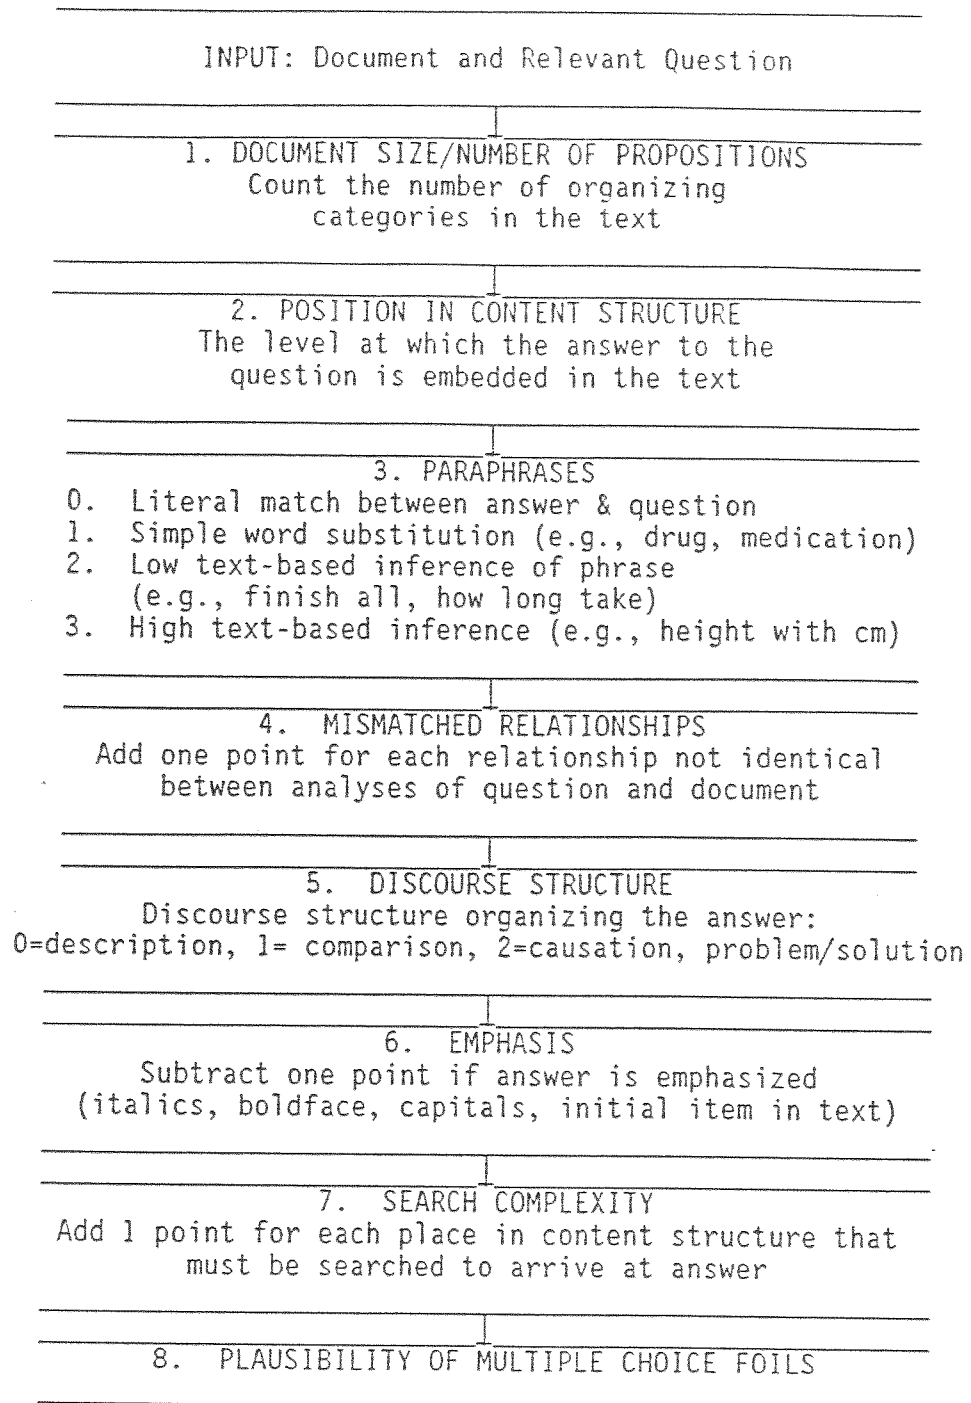 INPUT: Document and Relevant Question
1. DOCUMENT SIZE/NUMBER OF PROPOSITIONS
Count the number of organizing
categories in the text
2. POSITION IN CONTENT STRUCTURE
The level at which the answer to the
question is embedded in the text
3. PARAPHRASES
0. Literal match between answer & question
1. Simple word substitution (e.g., drug, medication)
2. Low text-based inference of phrase
(e.g., finish all, how long take)
3. High text-based inference (e.g., height with cm)
4. MISMATCHED RELATIONSHIPS
Add one point for each relationship not identical
between analyses of question and document
5. DISCOURSE STRUCTURE
Discourse structure organizing the answer:
0=description, 1= comparison, 2=causation, problem/solution
6. EMPHASIS
Subtract one point if answer is emphasized
(italics, boldface, capitals, initial item in text)
7. SEARCH COMPLEXITY
Add 1 point for each place in content structure that
must be searched to arrive at answer
8. PLAUSIBILITY OF MULTIPLE CHOICE FOILS